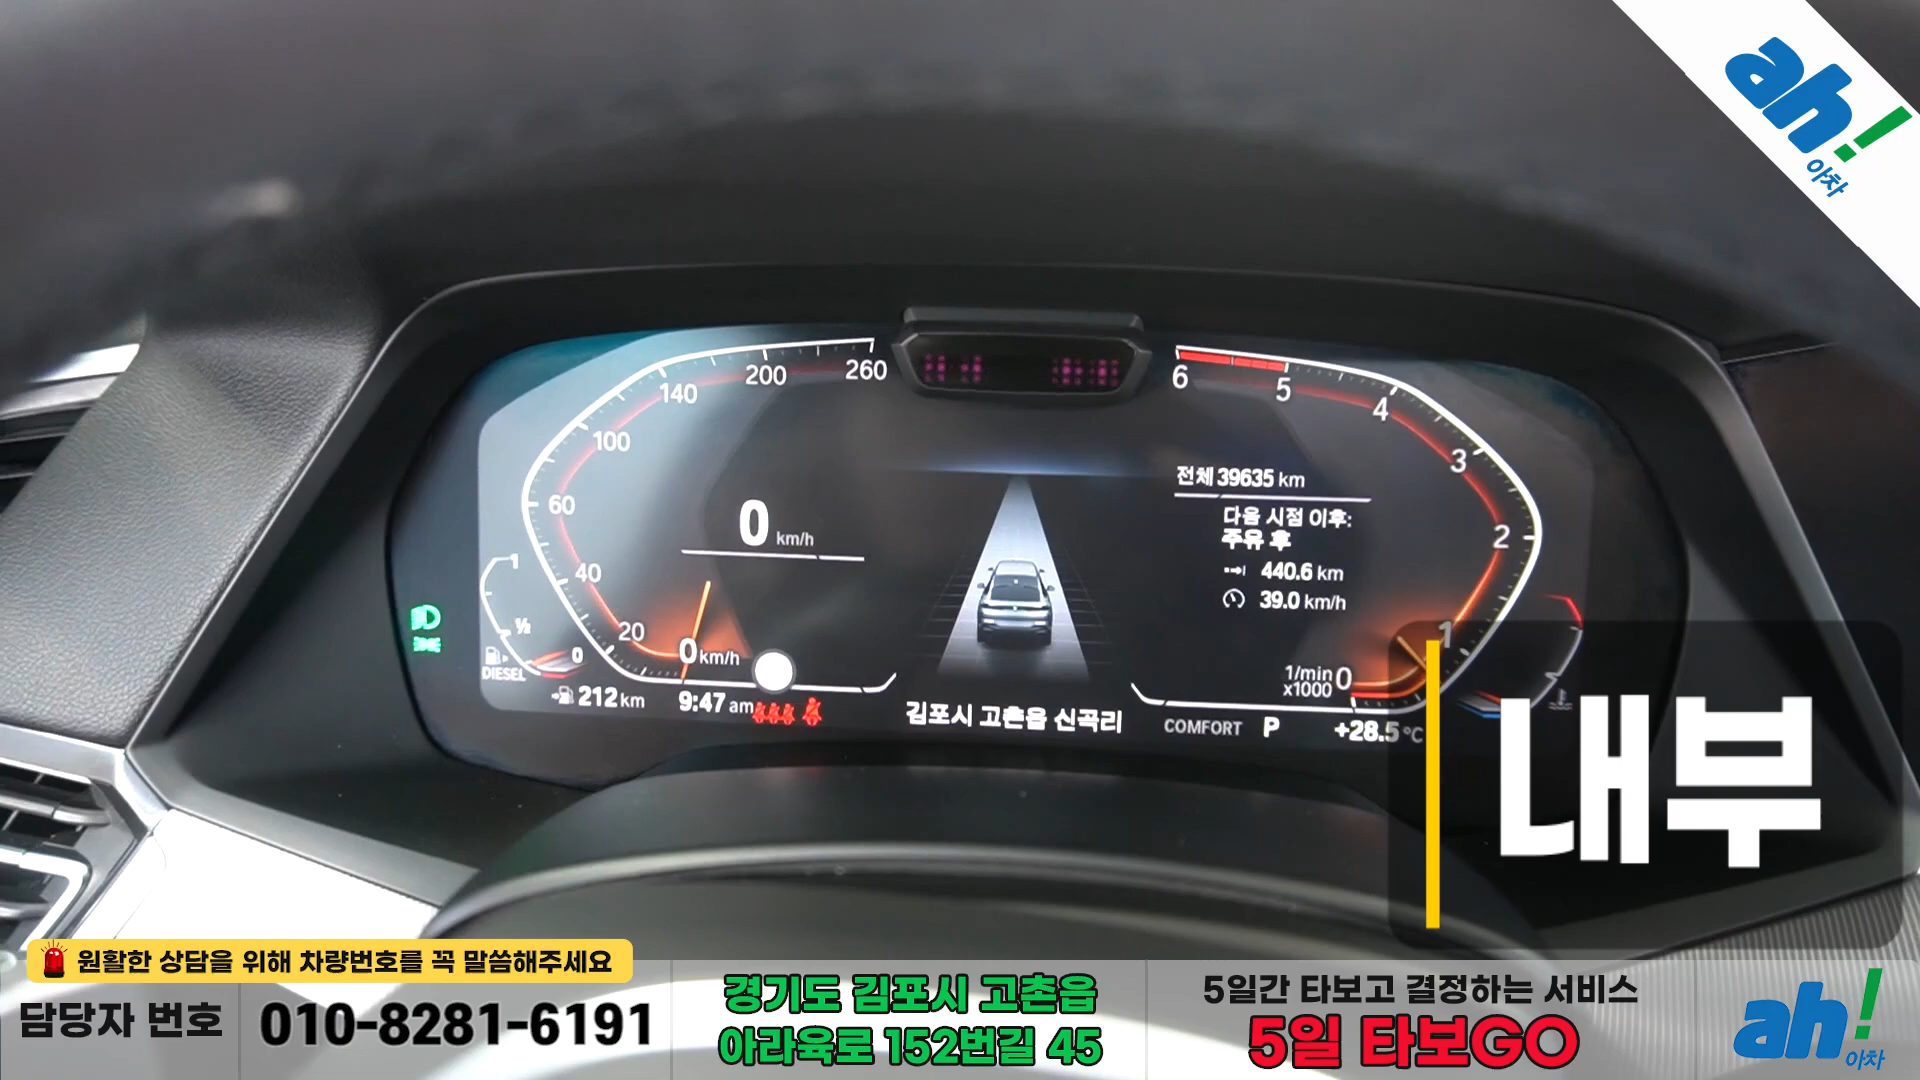 ah!
아차
260
200
140
100
60
40
20
0 km/h
0 km/h
1
½
0
DIESEL
212 km
9:47 am
6
5
4
3
2
1
0
1/min
x1000
전체 39635 km
다음 시점 이후:
주유 후
440.6 km
39.0 km/h
김포시 고촌읍 신곡리
COMFORT P
+28.5 °C
내부
원활한 상담을 위해 차량번호를 꼭 말씀해주세요
담당자 번호
010-8281-6191
경기도 김포시 고촌읍
아라육로 152번길 45
5일간 타보고 결정하는 서비스
5일 타보GO
ah!
아차